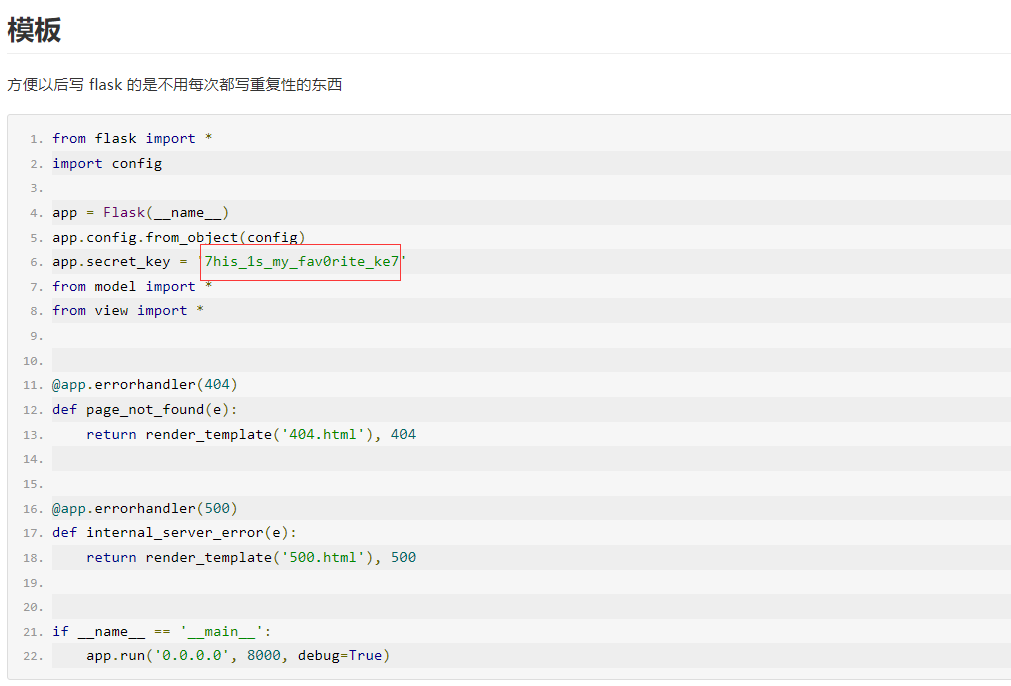 模板
方便以后写 flask 的是不用每次都写重复性的东西
1. from flask import *
2. import config
3.
4. app = Flask(__name__)
5. app.config.from_object(config)
6. app.secret_key = '7his_1s_my_fav0rite_ke7'
7. from model import *
8. from view import *
9.
10.
11. @app.errorhandler(404)
12. def page_not_found(e):
13.     return render_template('404.html'), 404
14.
15.
16. @app.errorhandler(500)
17. def internal_server_error(e):
18.     return render_template('500.html'), 500
19.
20.
21. if __name__ == '__main__':
22.     app.run('0.0.0.0', 8000, debug=True)